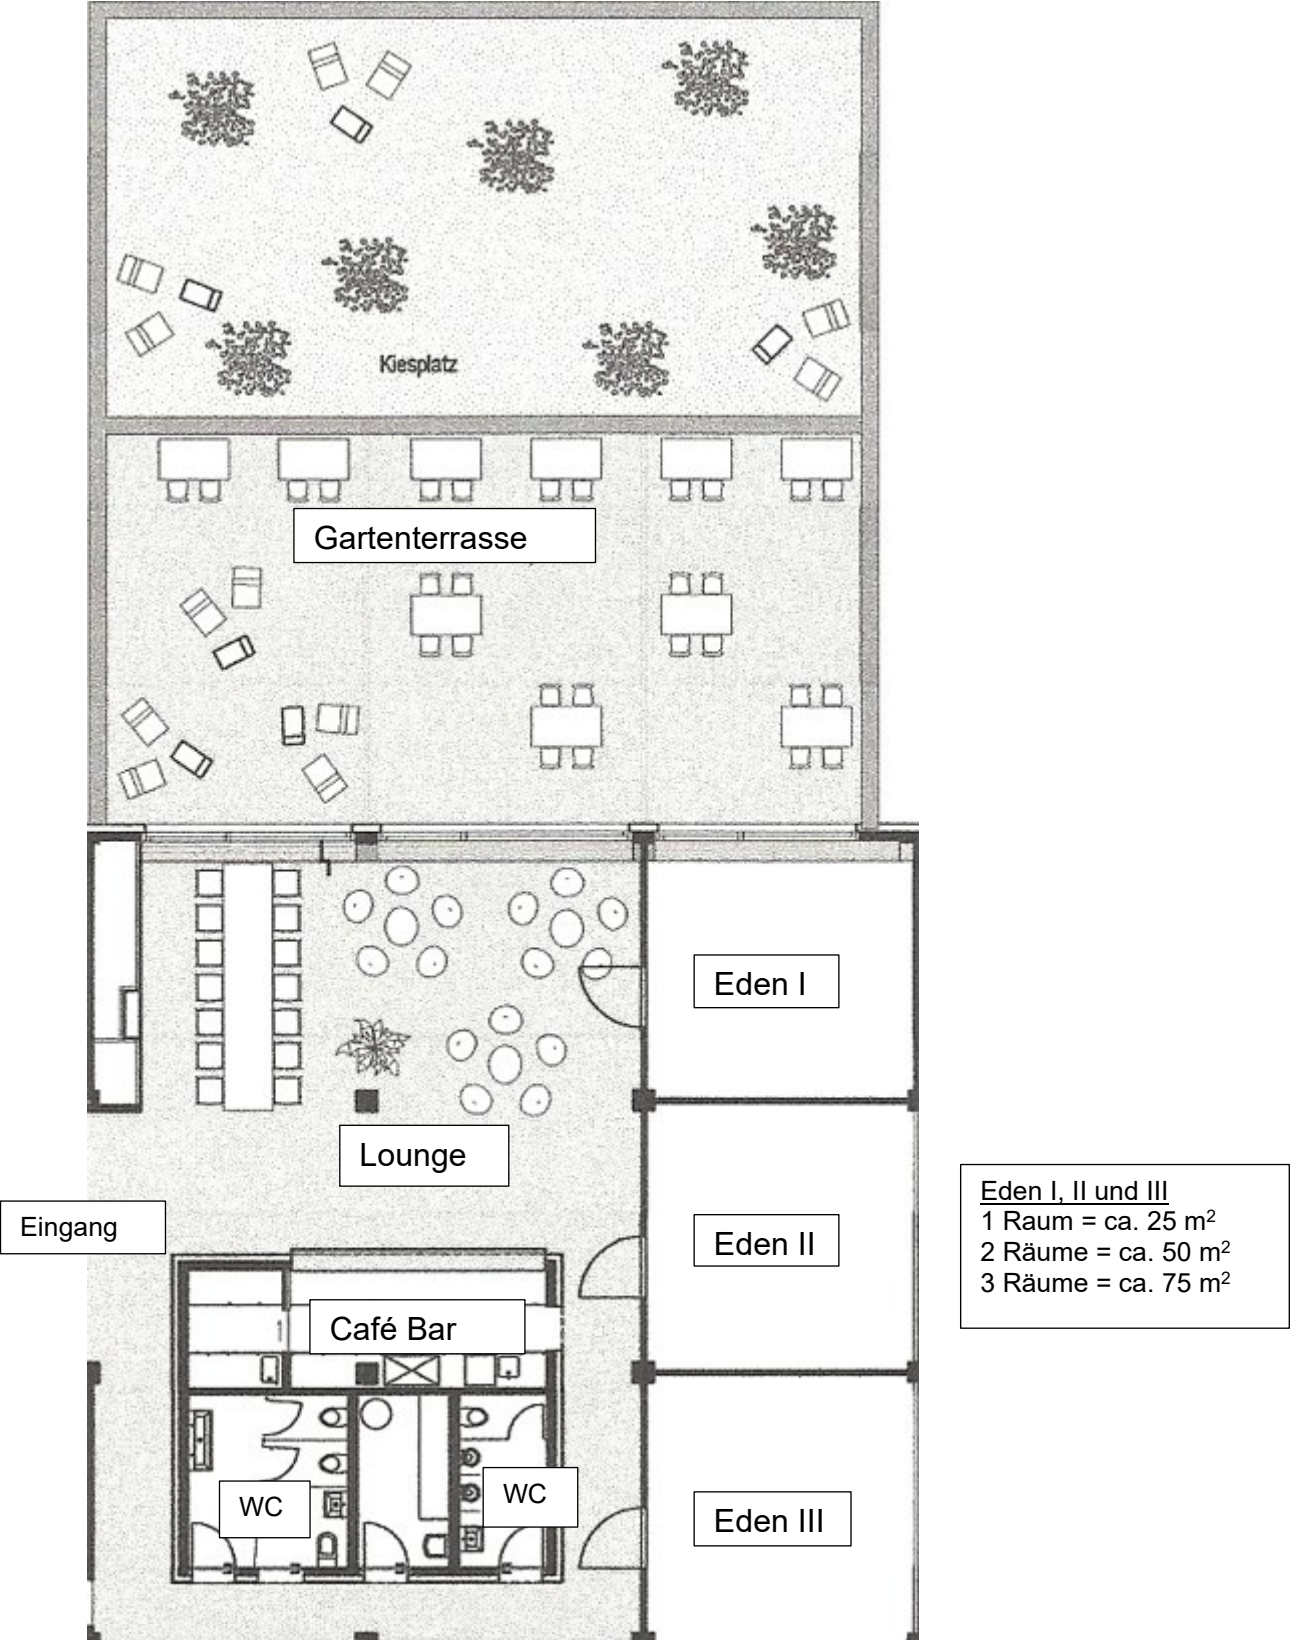 Kiesplatz
Gartenterrasse
Eden I
Lounge
Eingang
Eden II
Eden I, II und III
1 Raum = ca. 25 m²
2 Räume = ca. 50 m²
3 Räume = ca. 75 m²
Café Bar
WC
WC
Eden III